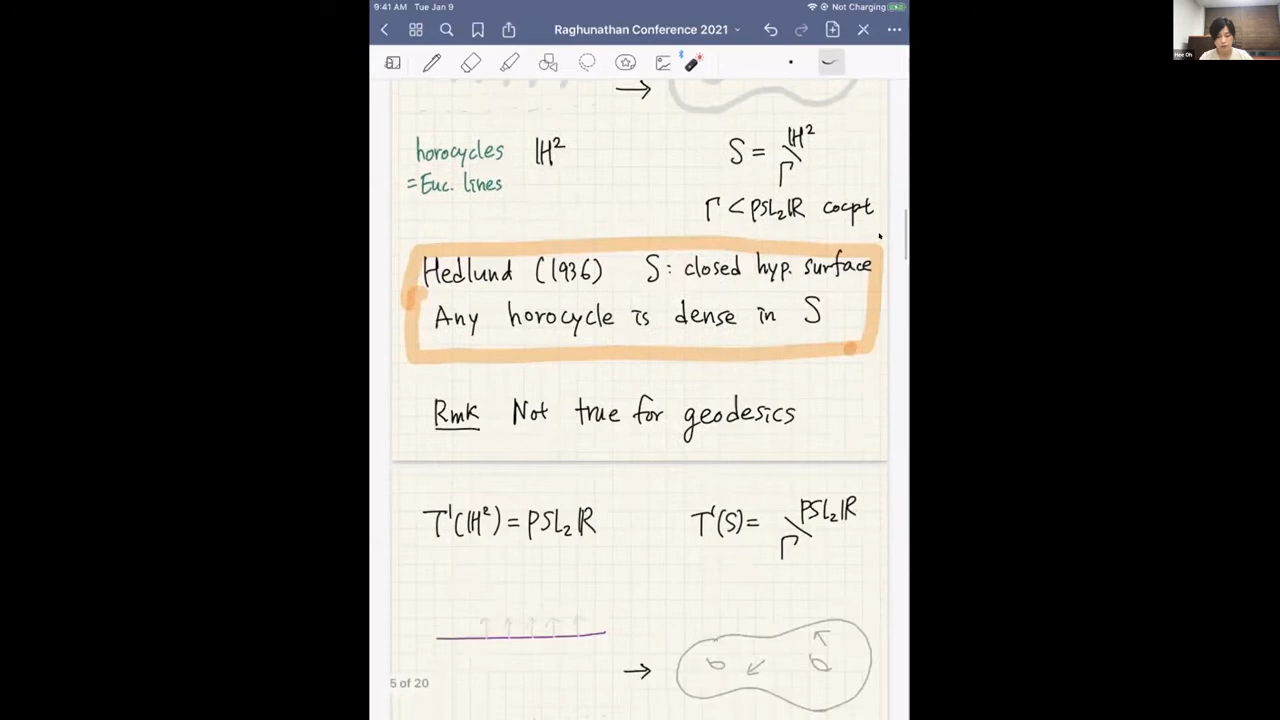 9:41 AM Tue Jan 9
Not Charging
Raghunathan Conference 2021
Hee Oh
horocycles ℍ² S = Γ\ℍ²
= Euc. lines
Γ < PSL₂ℝ cocpt
Hedlund (1936) S: closed hyp. surface
Any horocycle is dense in S
Rmk Not true for geodesics
T¹(ℍ²) = PSL₂ℝ T¹(S) = Γ\PSL₂ℝ
5 of 20